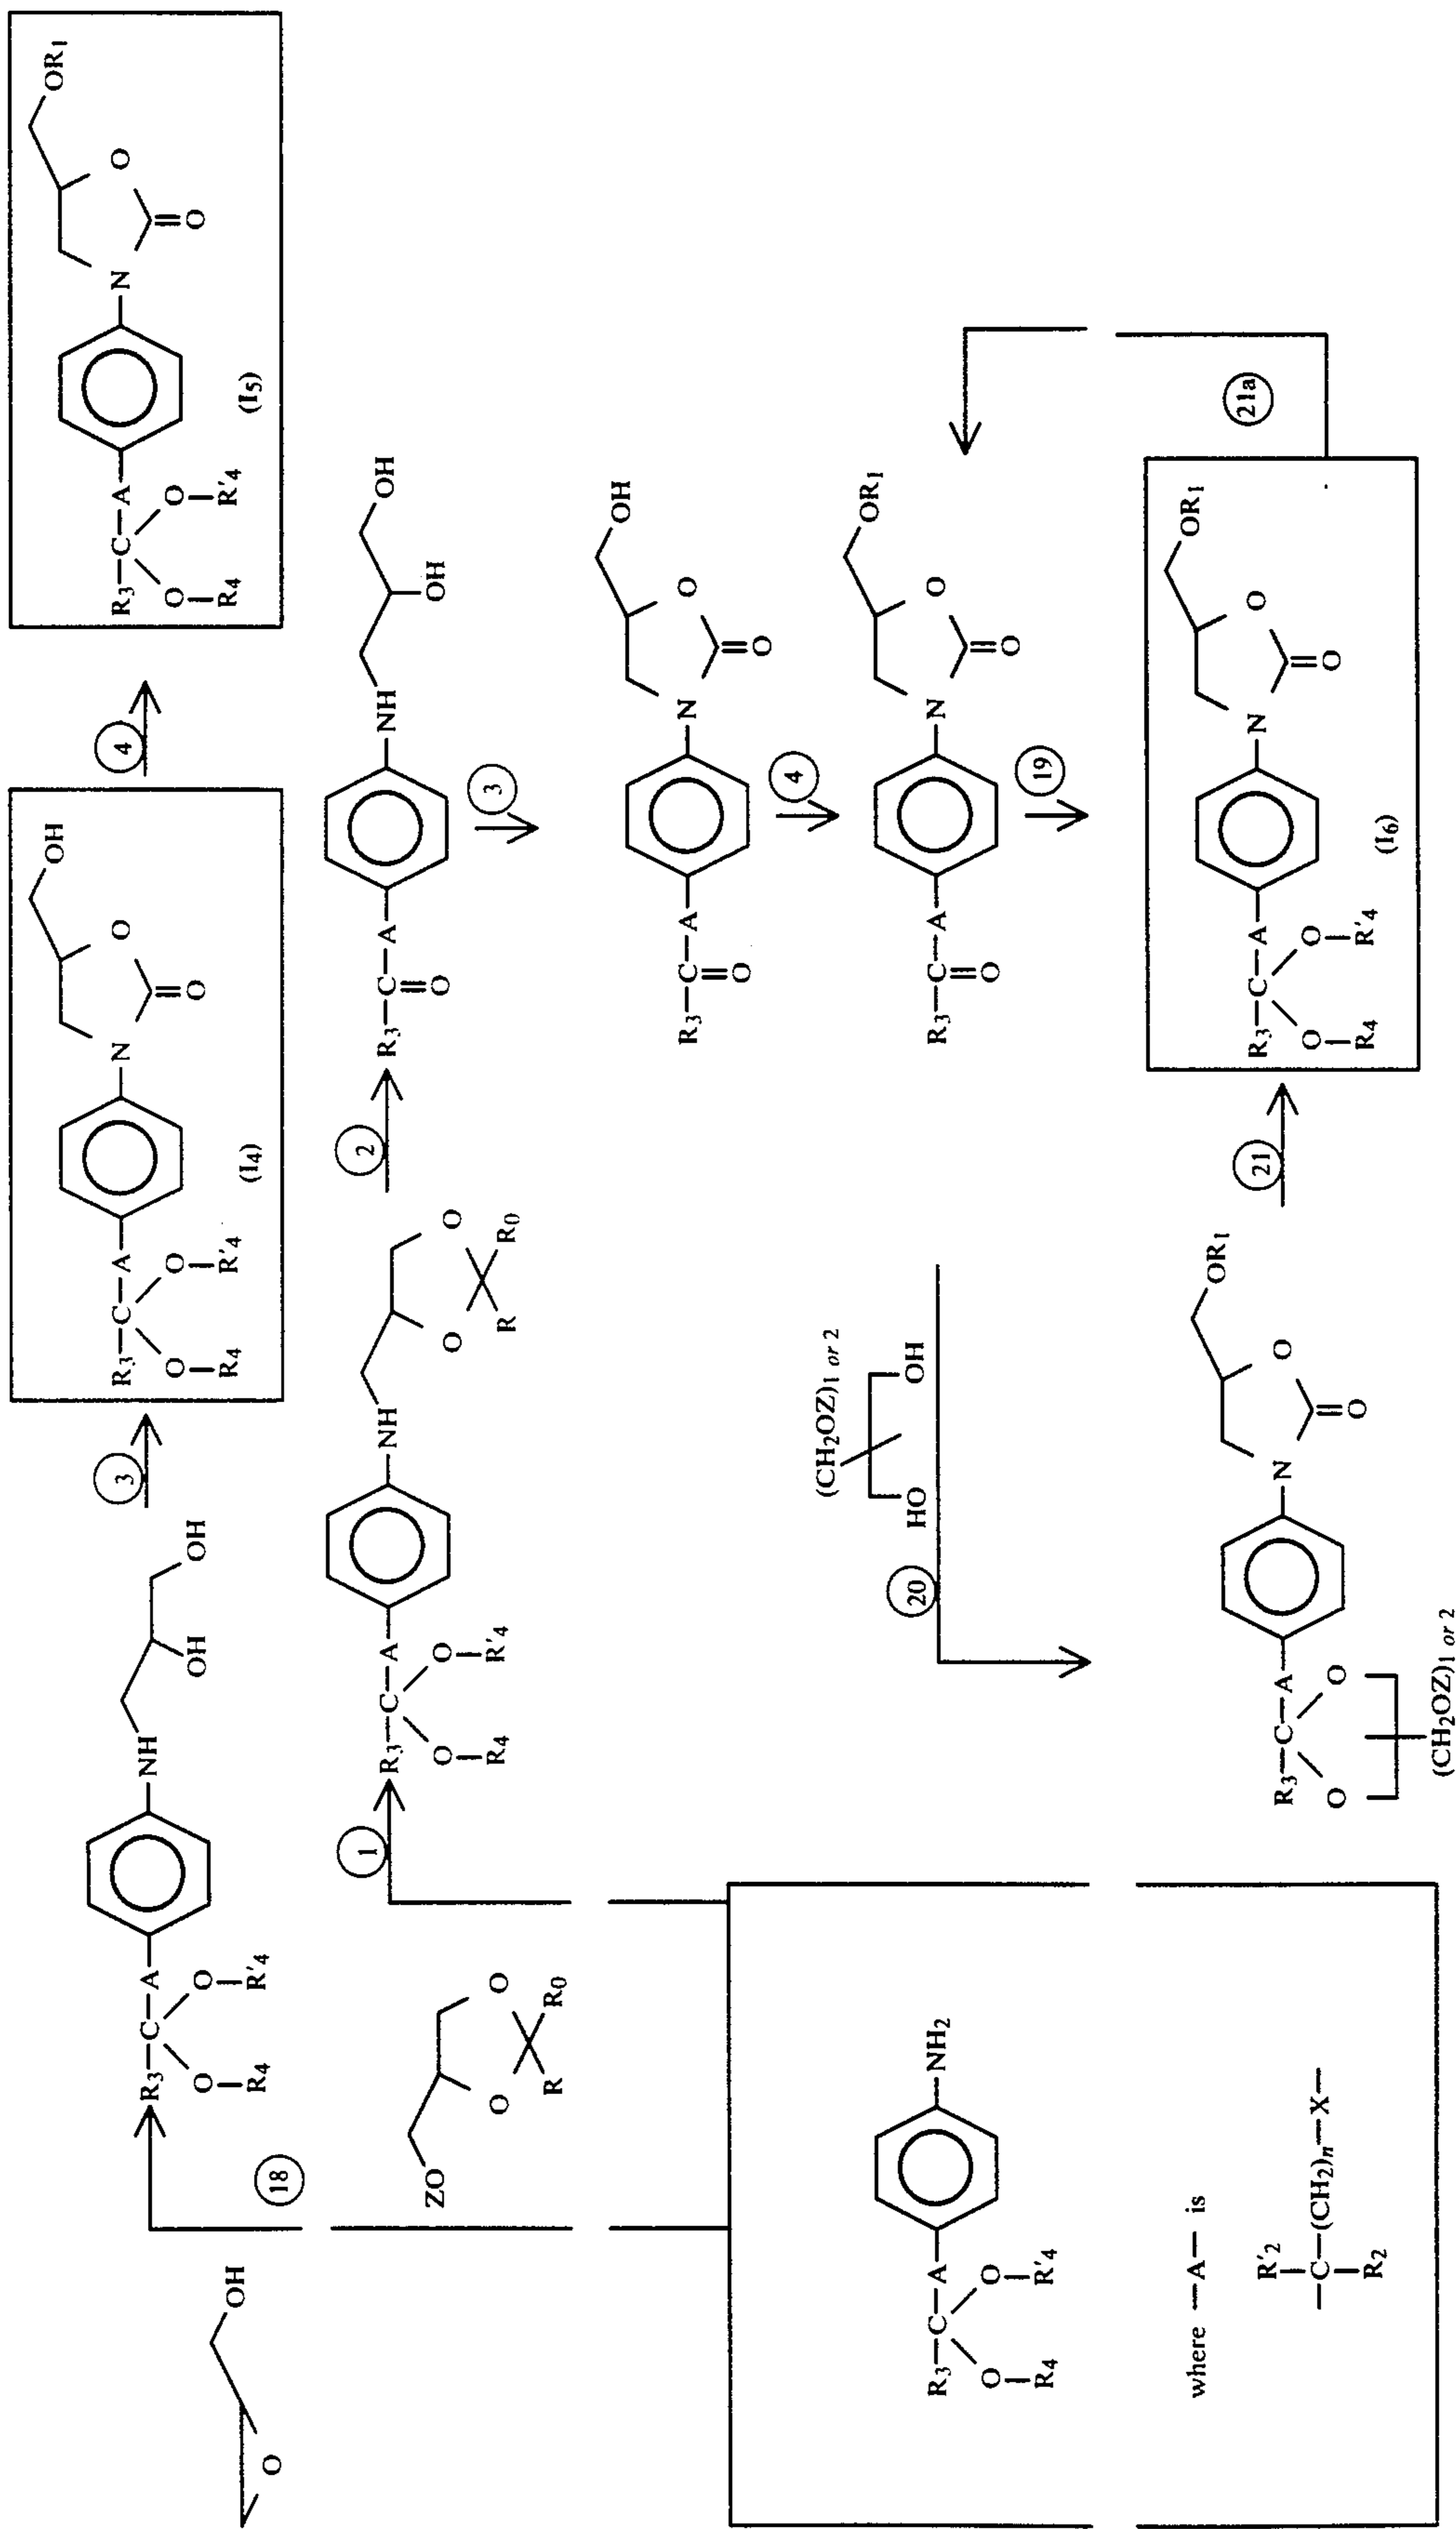 OH
O
18
R3—C—A—
NH
OH
OH
O
O
R4
R'4
3
R3—C—A—
N
O
OH
O
O
O
R4
R'4
(I4)
4
R3—C—A—
N
O
OR1
O
O
O
R4
R'4
(I5)
ZO
O
O
R
R0
1
R3—C—A—
NH
O
O
R
R0
O
O
R4
R'4
2
R3—C—A—
NH
OH
OH
O
3
R3—C—A—
N
O
OH
O
O
4
R3—C—A—
N
O
OR1
O
O
19
20
HO
OH
(CH2OZ)1 or 2
R3—C—A—
NH2
O
O
R4
R'4
where —A— is
R'2
—C—(CH2)n—X—
R2
R3—C—A—
N
O
OR1
O
O
O
(CH2OZ)1 or 2
21
R3—C—A—
N
O
OR1
O
O
O
R4
R'4
(I6)
21a